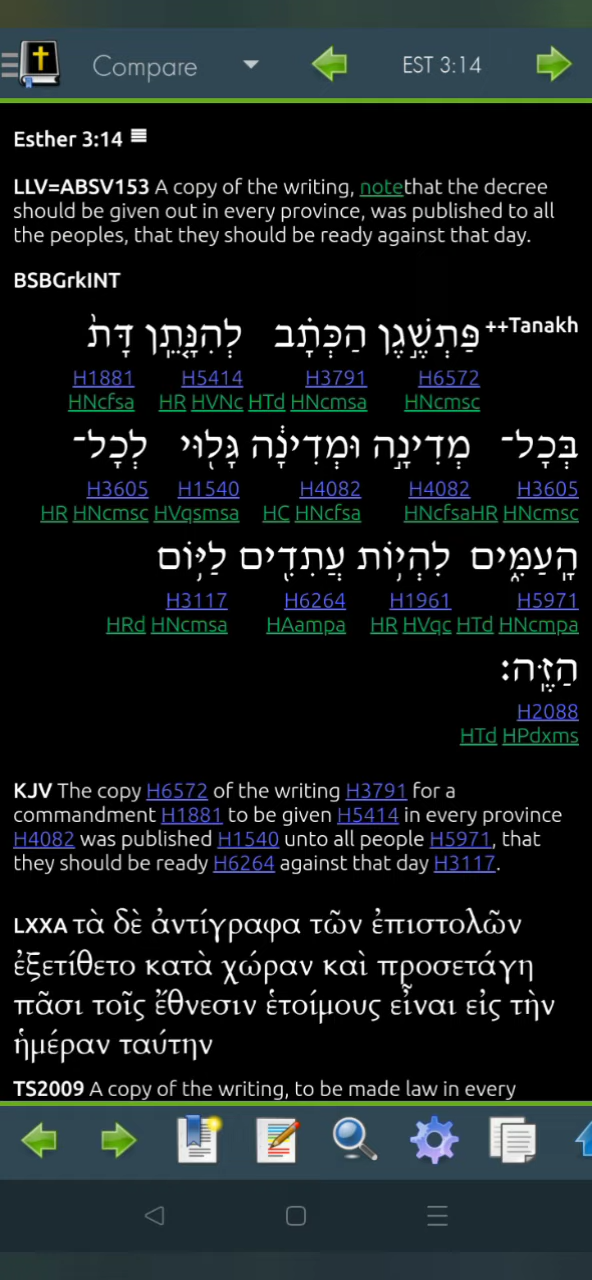 Compare EST 3:14
Esther 3:14
LLV=ABSV153 A copy of the writing, notethat the decree
should be given out in every province, was published to all
the peoples, that they should be ready against that day.
BSBGrkINT
++Tanakh פַּתְשֶׁ֣גֶן הַכְּתָ֗ב לְהִנָּ֤תֵֽן דָּת֙
H6572 H3791 H5414 H1881
HNcmsc HTd HNcmsa HR HVNc HNcfsa
בְּכָל־ מְדִינָ֣ה וּמְדִינָ֔ה גָּל֖וּי לְכָל־
H3605 H4082 H4082 H1540 H3605
HR HNcmsc HNcfsa HC HNcfsa HVqsmsa HR HNcmsc
הָֽעַמִּ֑ים לִהְי֥וֹת עֲתִדִ֖ים לַיּ֥וֹם
H5971 H1961 H6264 H3117
HTd HNcmpa HR HVqc HAampa HRd HNcmsa
הַזֶּֽה׃
H2088
HTd HPdxms
KJV The copy H6572 of the writing H3791 for a
commandment H1881 to be given H5414 in every province
H4082 was published H1540 unto all people H5971, that
they should be ready H6264 against that day H3117.
LXXA τὰ δὲ ἀντίγραφα τῶν ἐπιστολῶν
ἐξετίθετο κατὰ χώραν καὶ προσετάγη
πᾶσι τοῖς ἔθνεσιν ἑτοίμους εἶναι εἰς τὴν
ἡμέραν ταύτην
TS2009 A copy of the writing, to be made law in every